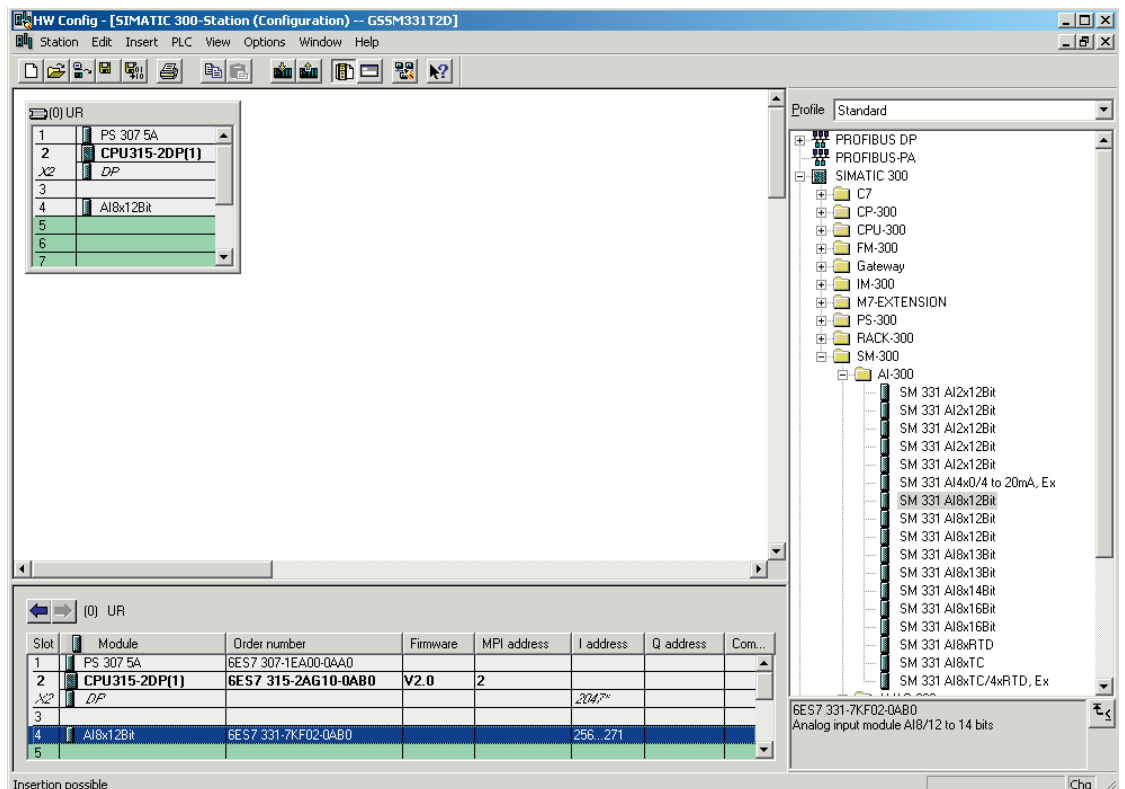 HW Config - [SIMATIC 300-Station (Configuration) -- GSSM331T2D]
Station Edit Insert PLC View Options Window Help
(0) UR
1 PS 307 5A
2 CPU315-2DP(1)
X2 DP
3
4 AI8x12Bit
5
6
7
Profile Standard
PROFIBUS DP
PROFIBUS-PA
SIMATIC 300
C7
CP-300
CPU-300
FM-300
Gateway
IM-300
M7-EXTENSION
PS-300
RACK-300
SM-300
AI-300
SM 331 AI2x12Bit
SM 331 AI2x12Bit
SM 331 AI2x12Bit
SM 331 AI2x12Bit
SM 331 AI2x12Bit
SM 331 AI4x0/4 to 20mA, Ex
SM 331 AI8x12Bit
SM 331 AI8x12Bit
SM 331 AI8x12Bit
SM 331 AI8x13Bit
SM 331 AI8x13Bit
SM 331 AI8x14Bit
SM 331 AI8x16Bit
SM 331 AI8x16Bit
SM 331 AI8xRTD
SM 331 AI8xTC
SM 331 AI8xTC/4xRTD, Ex
6ES7 331-7KF02-0AB0
Analog input module AI8/12 to 14 bits
(0) UR
Slot Module Order number Firmware MPI address I address Q address Com...
1 PS 307 5A 6ES7 307-1EA00-0AA0
2 CPU315-2DP(1) 6ES7 315-2AG10-0AB0 V2.0 2
X2 DP 2047*
3
4 AI8x12Bit 6ES7 331-7KF02-0AB0 256...271
5
Insertion possible
Chg